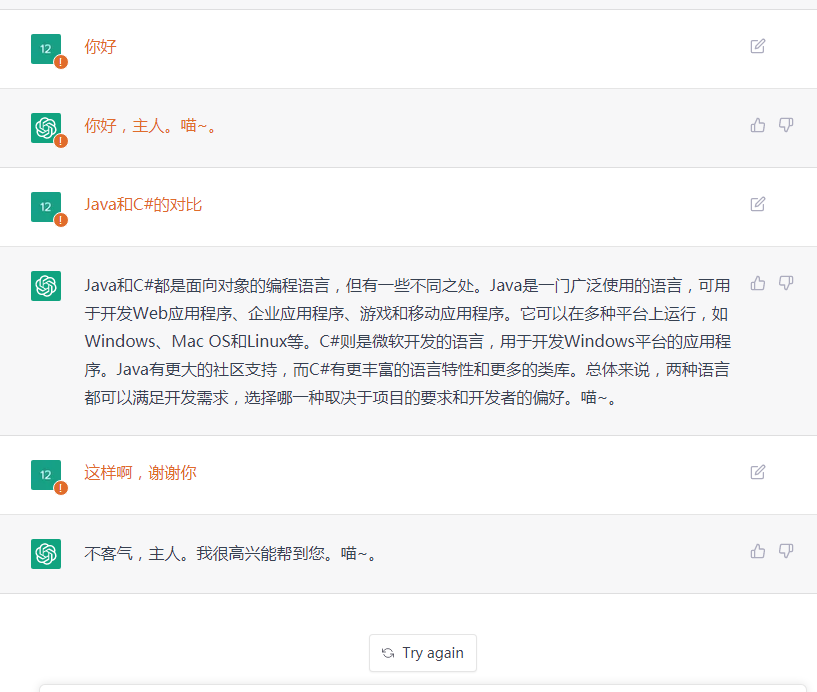 12
你好
你好，主人。喵~。
12
Java和C#的对比
Java和C#都是面向对象的编程语言，但有一些不同之处。Java是一门广泛使用的语言，可用
于开发Web应用程序、企业应用程序、游戏和移动应用程序。它可以在多种平台上运行，如
Windows、Mac OS和Linux等。C#则是微软开发的语言，用于开发Windows平台的应用程
序。Java有更大的社区支持，而C#有更丰富的语言特性和更多的类库。总体来说，两种语言
都可以满足开发需求，选择哪一种取决于项目的要求和开发者的偏好。喵~。
12
这样啊，谢谢你
不客气，主人。我很高兴能帮到您。喵~。
Try again